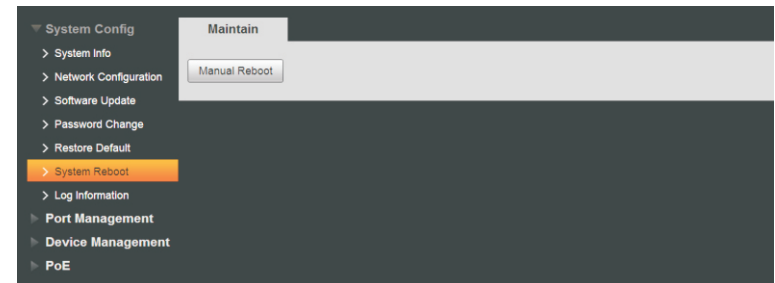 System Config
System Info
Network Configuration
Software Update
Password Change
Restore Default
System Reboot
Log Information
Port Management
Device Management
PoE
Maintain
Manual Reboot